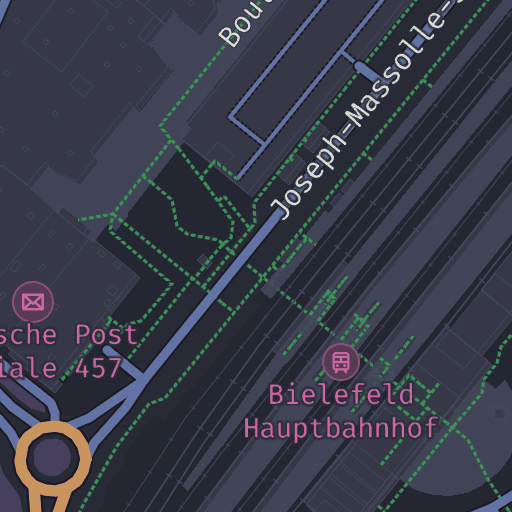 Bou
Joseph-Massolle-
sche Post
iale 457
Bielefeld
Hauptbahnhof